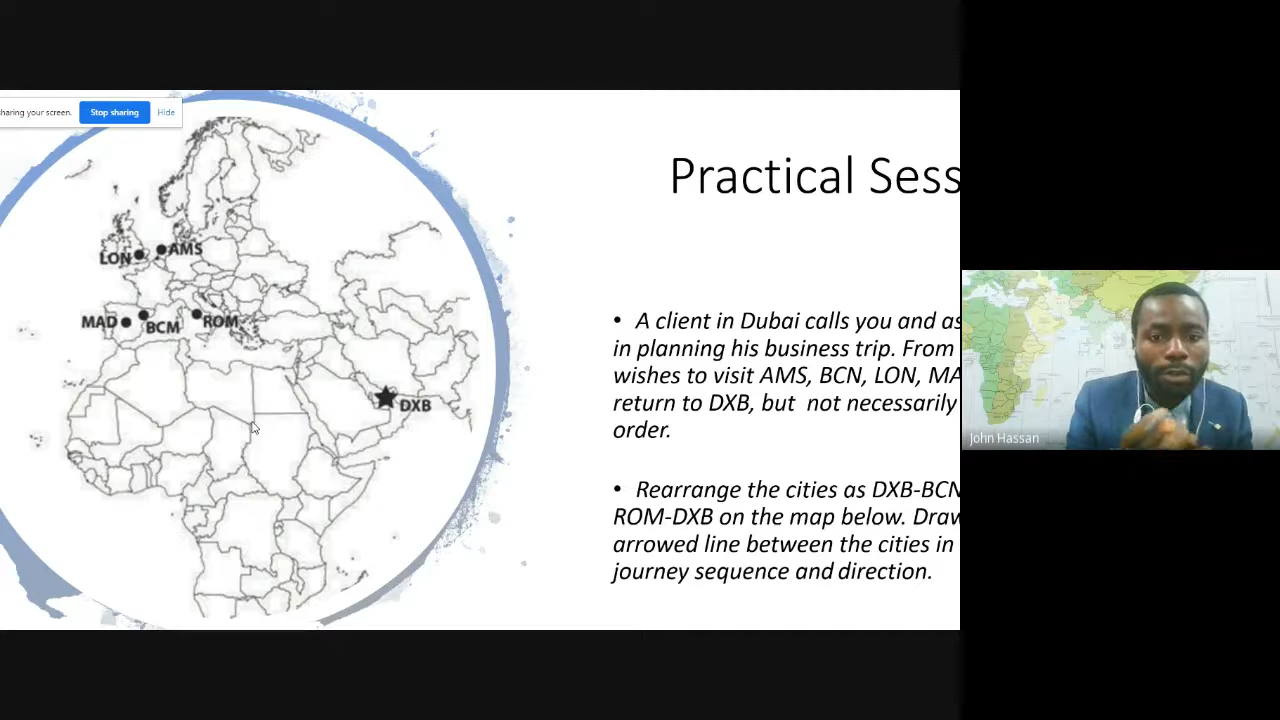 sharing your screen. Stop sharing Hide
LON
AMS
MAD
BCM
ROM
DXB
Practical Sess
• A client in Dubai calls you and as
in planning his business trip. From
wishes to visit AMS, BCN, LON, MA
return to DXB, but not necessarily
order.
• Rearrange the cities as DXB-BCN
ROM-DXB on the map below. Draw
arrowed line between the cities in
journey sequence and direction.
John Hassan